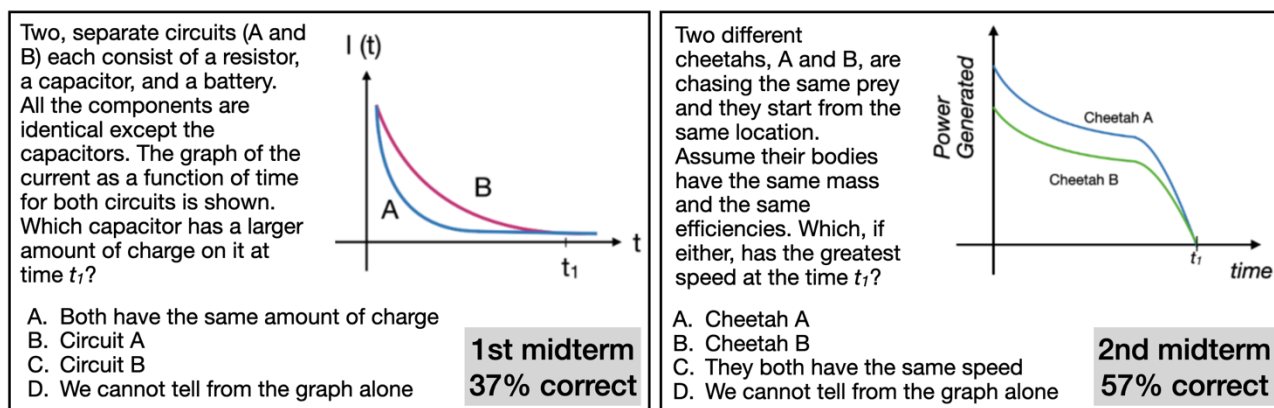 Two, separate circuits (A and
B) each consist of a resistor,
a capacitor, and a battery.
All the components are
identical except the
capacitors. The graph of the
current as a function of time
for both circuits is shown.
Which capacitor has a larger
amount of charge on it at
time t₁?
I (t)
A
B
t
t₁
A. Both have the same amount of charge
B. Circuit A
C. Circuit B
D. We cannot tell from the graph alone
1st midterm
37% correct
Two different
cheetahs, A and B, are
chasing the same prey
and they start from the
same location.
Assume their bodies
have the same mass
and the same
efficiencies. Which, if
either, has the greatest
speed at the time t₁?
Power
Generated
Cheetah A
Cheetah B
t₁
time
A. Cheetah A
B. Cheetah B
C. They both have the same speed
D. We cannot tell from the graph alone
2nd midterm
57% correct